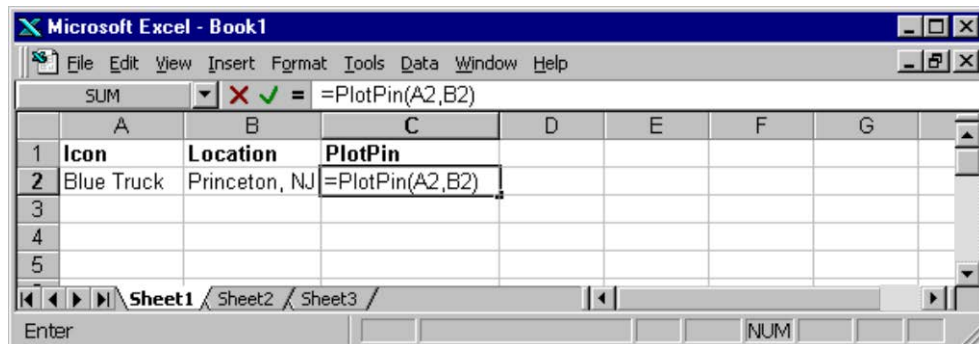 Microsoft Excel - Book1
File Edit View Insert Format Tools Data Window Help
SUM = =PlotPin(A2,B2)
A B C D E F G
1 Icon Location PlotPin
2 Blue Truck Princeton, NJ =PlotPin(A2,B2)
3
4
5
Sheet1 Sheet2 Sheet3
Enter NUM